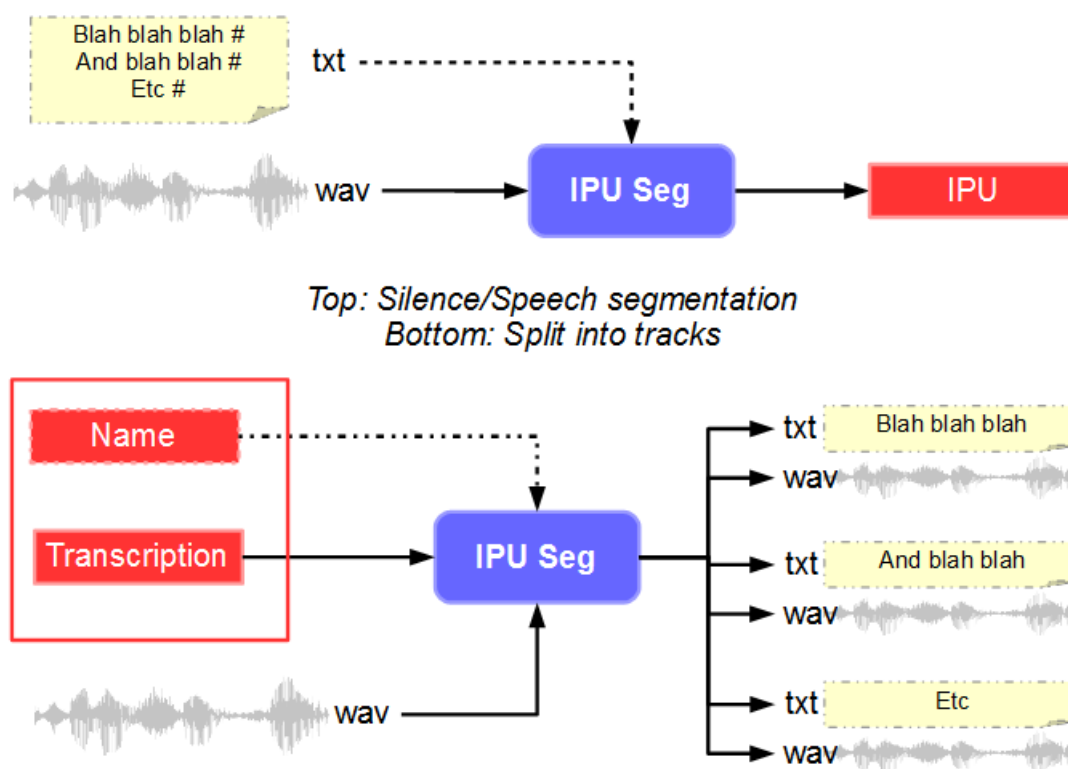 Blah blah blah #
And blah blah #
Etc #
txt
wav
IPU Seg
IPU
Top: Silence/Speech segmentation
Bottom: Split into tracks
Name
Transcription
wav
IPU Seg
txt
Blah blah blah
wav
txt
And blah blah
wav
txt
Etc
wav